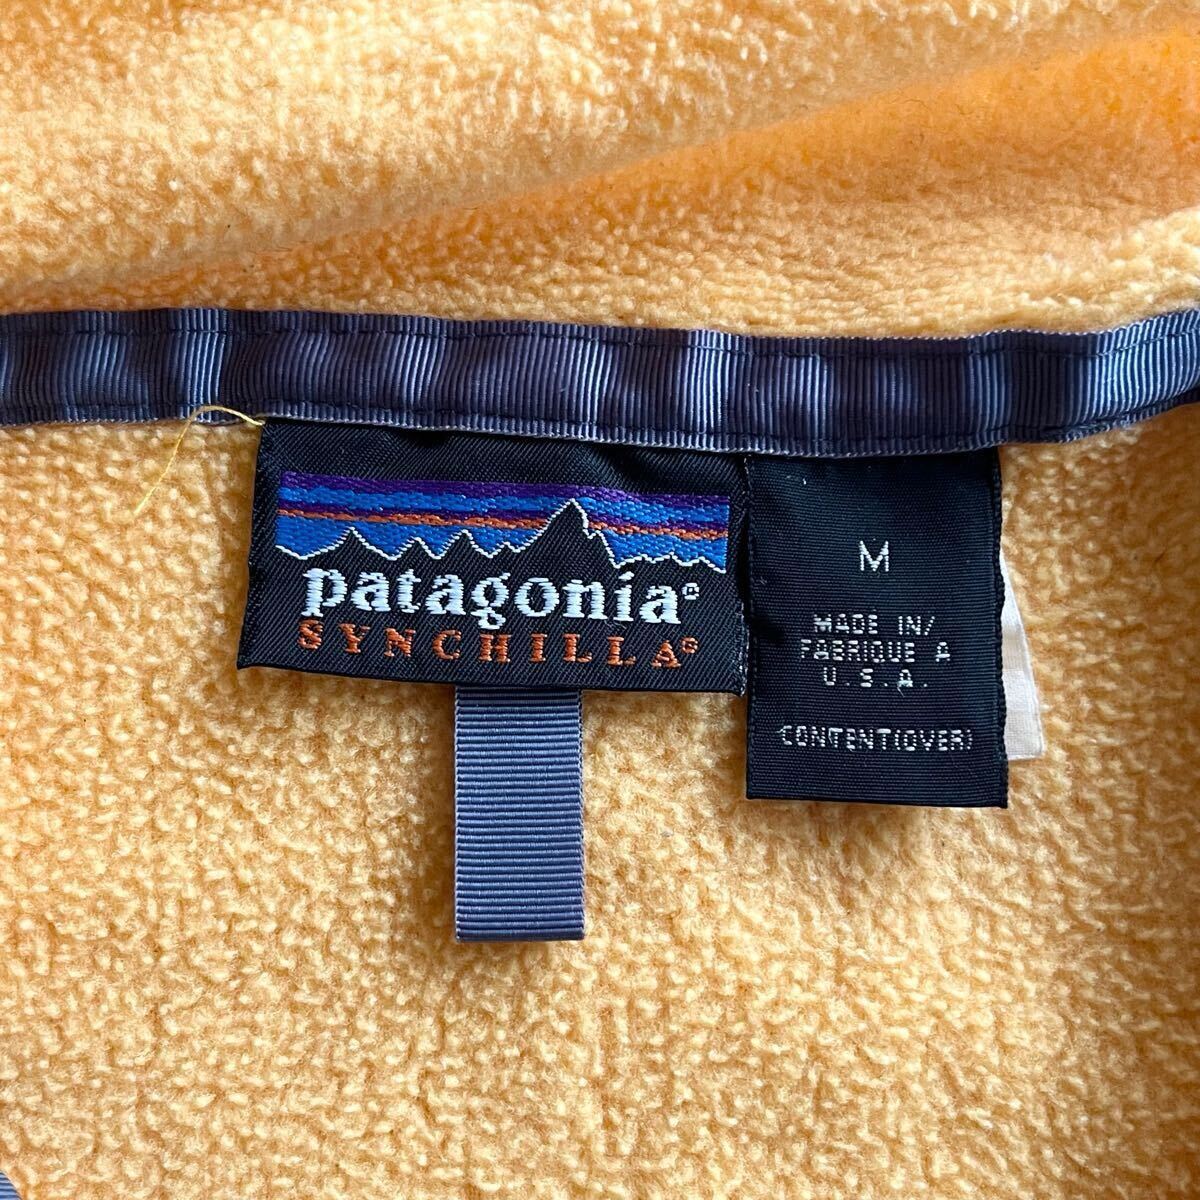 patagonia®
SYNCHILLA®
M
MADE IN/
FABRIQUE A
U.S.A.
CONTENT(OVER)